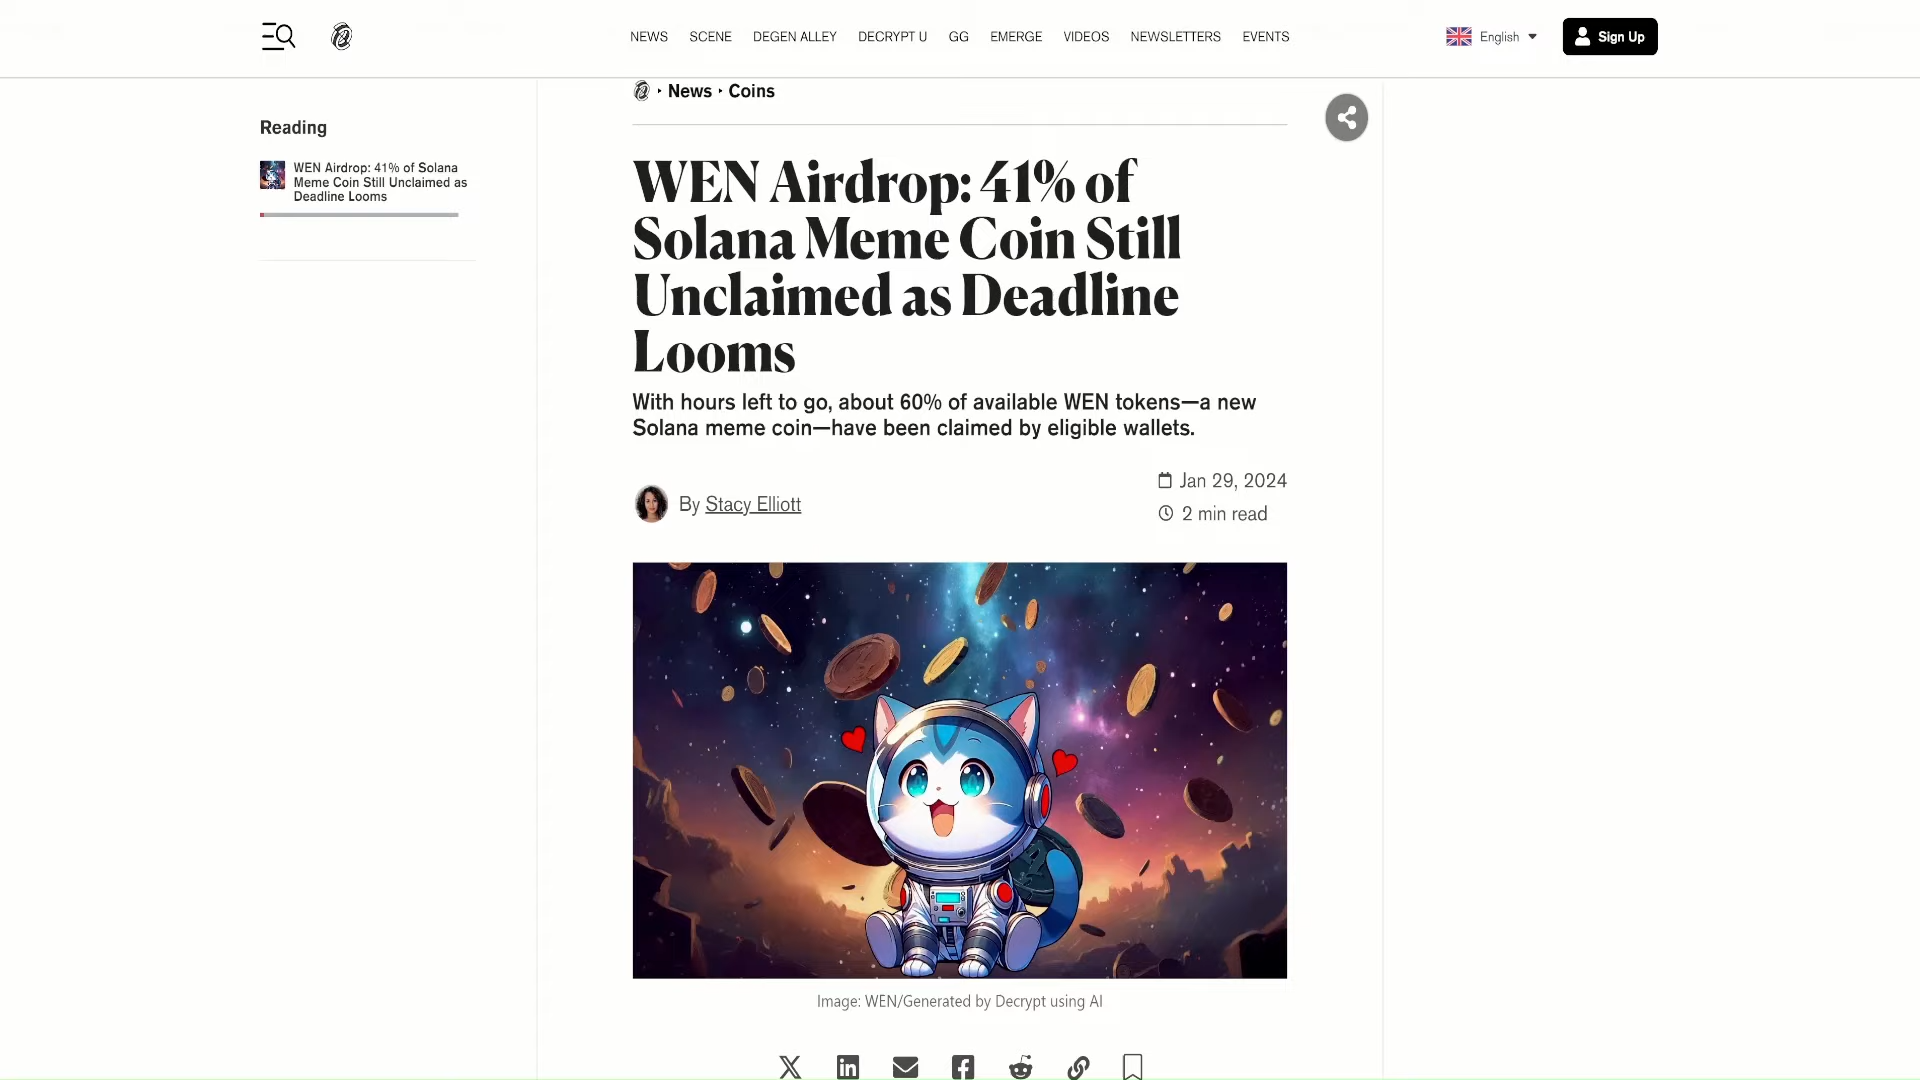 NEWS SCENE DEGEN ALLEY DECRYPT U GG EMERGE VIDEOS NEWSLETTERS EVENTS
English
Sign Up
Reading
WEN Airdrop: 41% of Solana
Meme Coin Still Unclaimed as
Deadline Looms
News · Coins
WEN Airdrop: 41% of
Solana Meme Coin Still
Unclaimed as Deadline
Looms
With hours left to go, about 60% of available WEN tokens—a new
Solana meme coin—have been claimed by eligible wallets.
By Stacy Elliott
Jan 29, 2024
2 min read
Image: WEN/Generated by Decrypt using AI